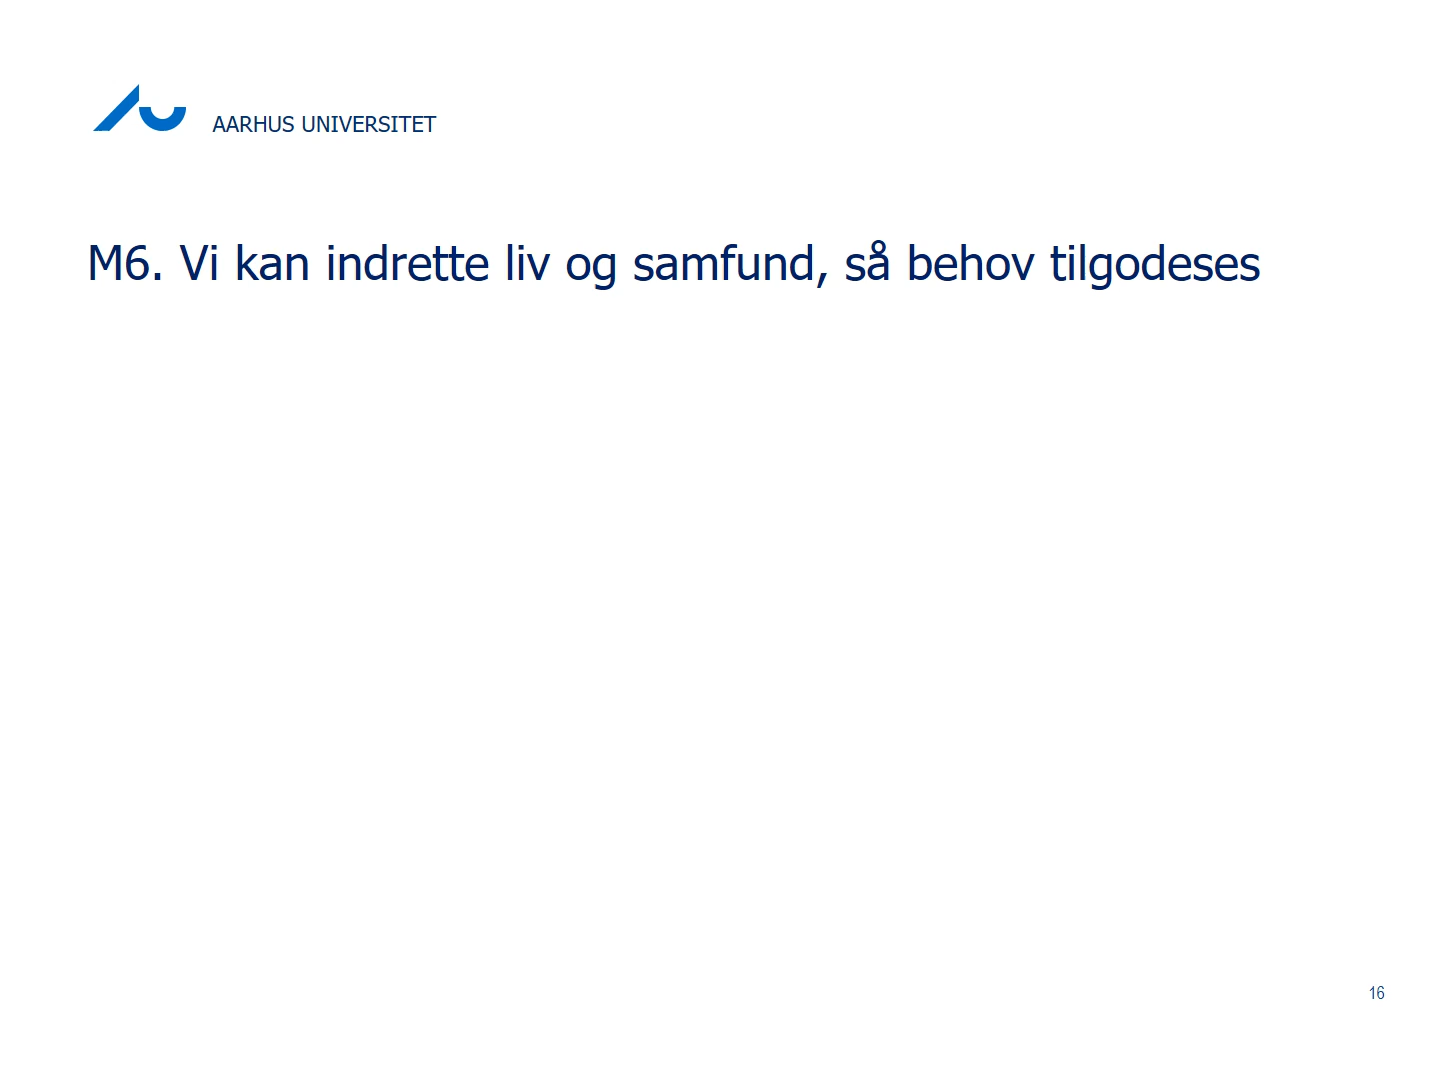 AARHUS UNIVERSITET
M6. Vi kan indrette liv og samfund, så behov tilgodeses
16